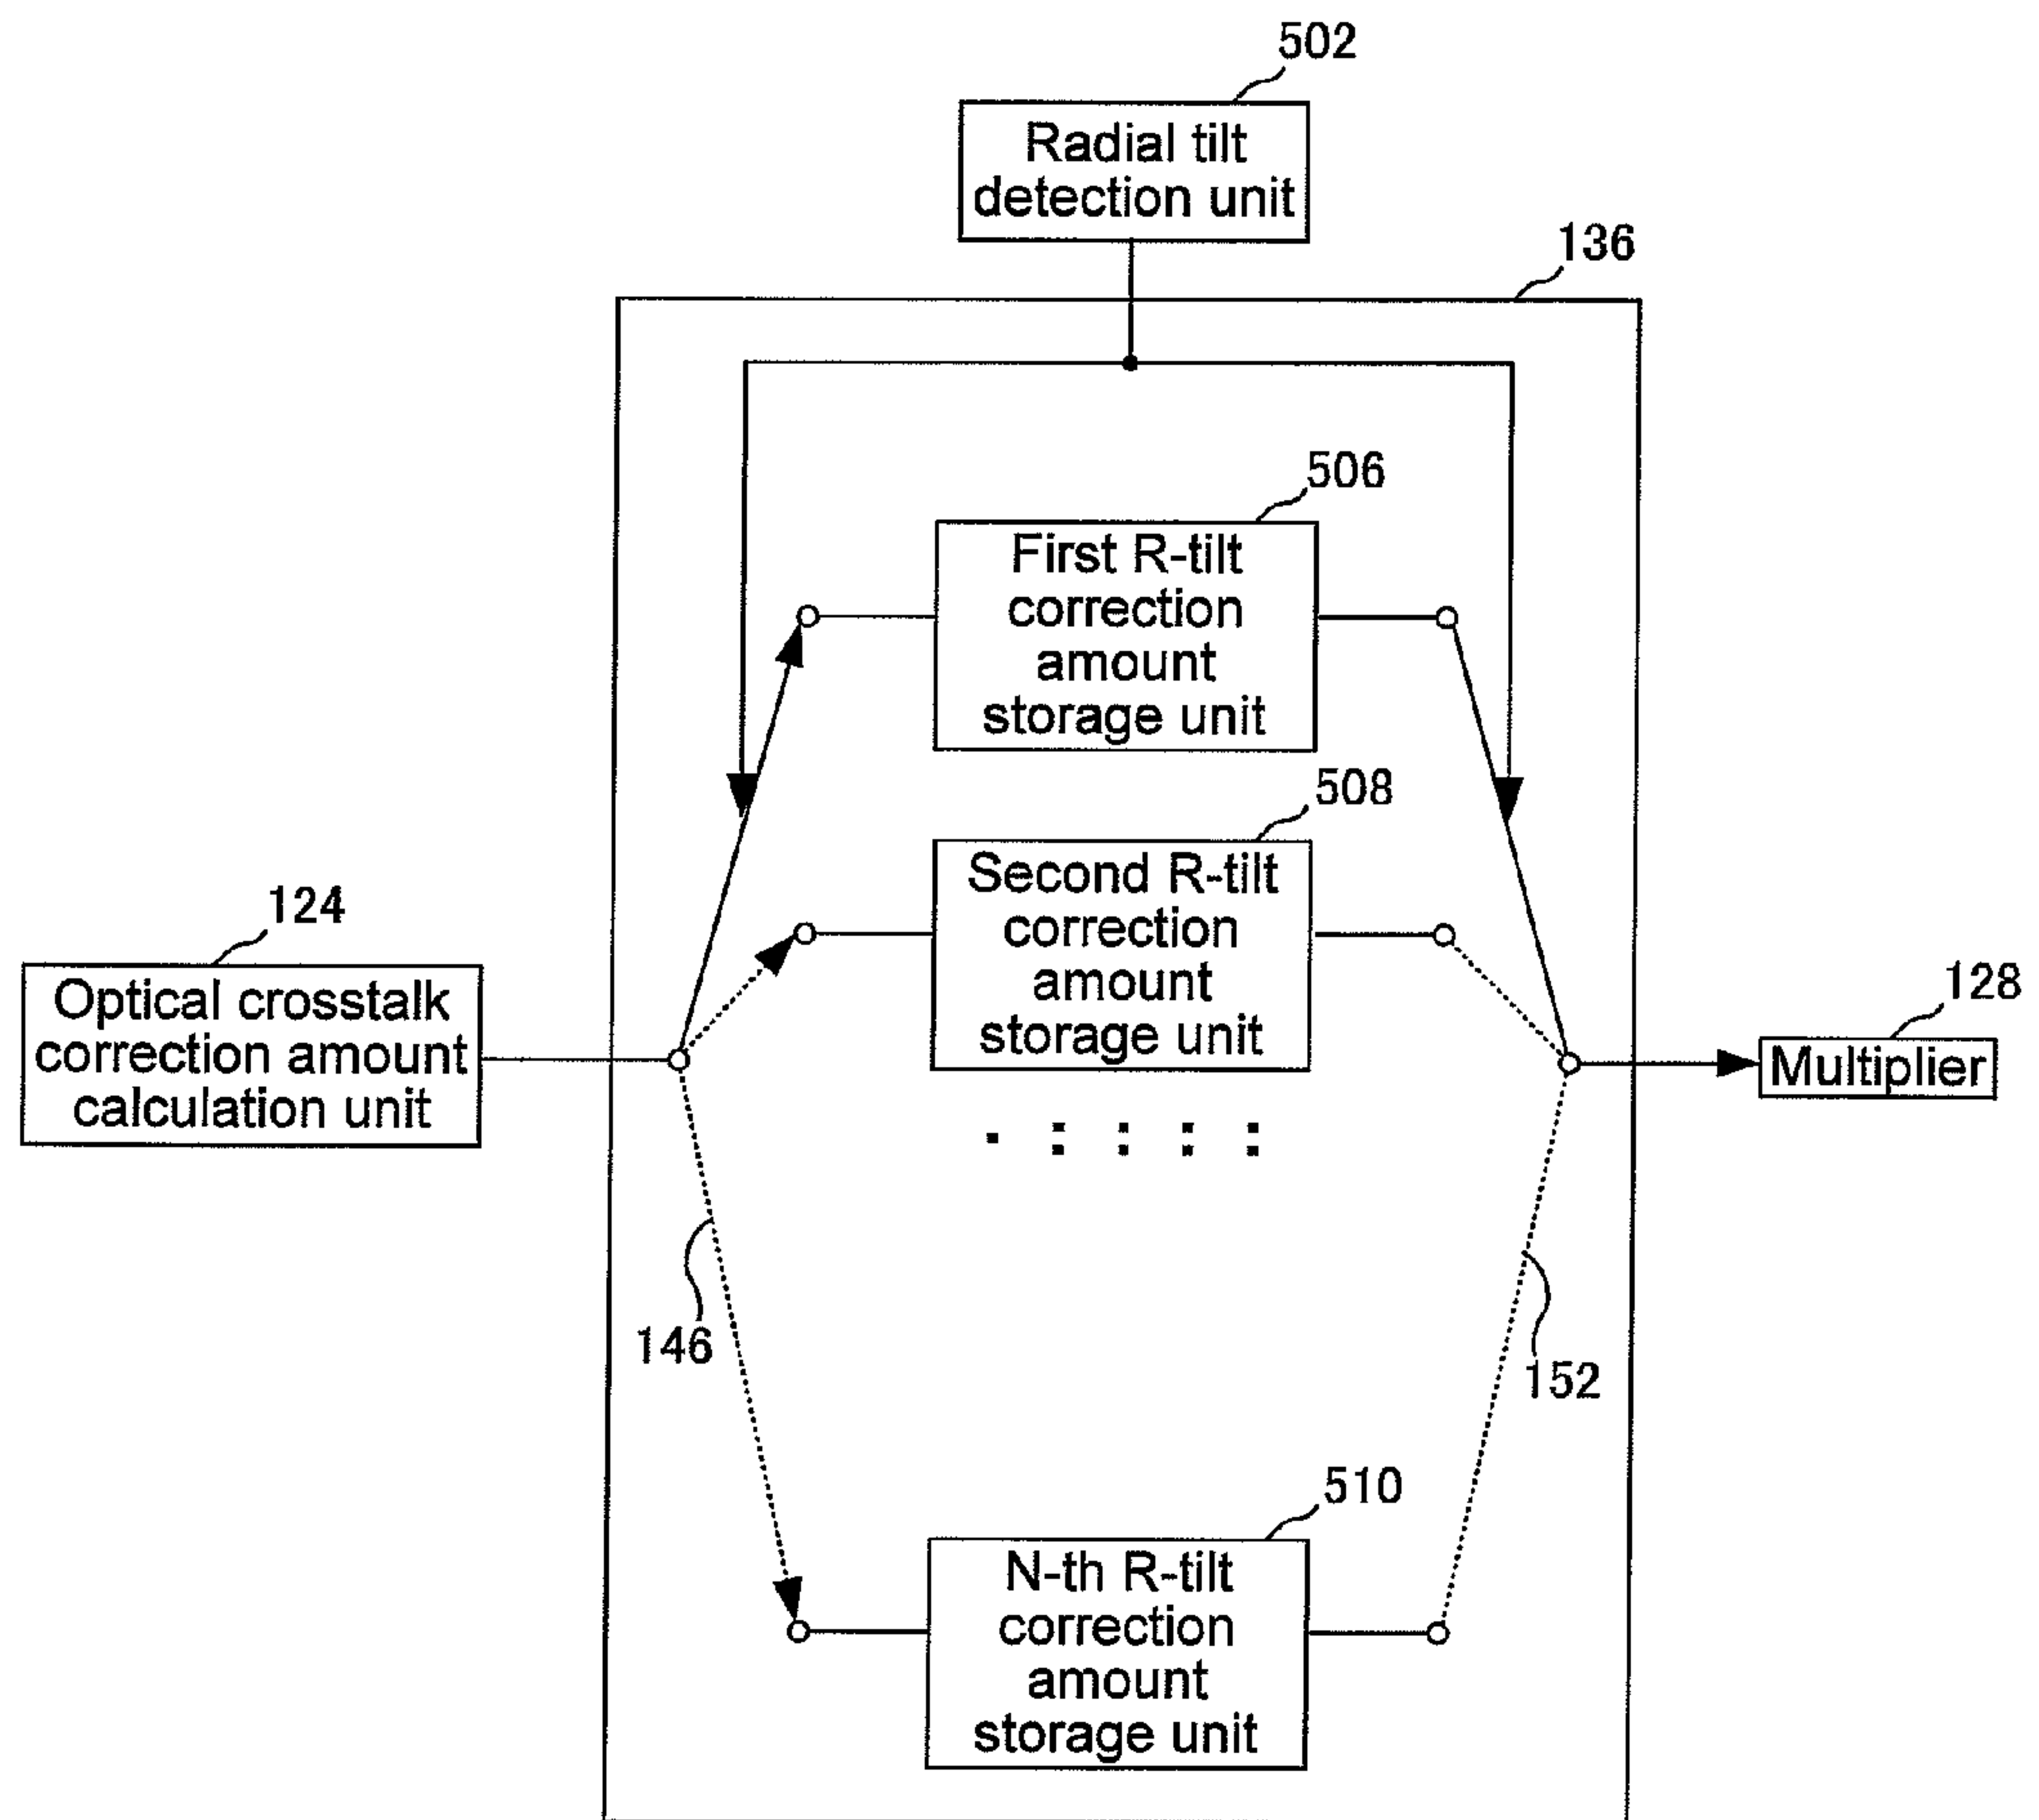 502
Radial tilt
detection unit
136
506
First R-tilt
correction
amount
storage unit
508
Second R-tilt
correction
amount
storage unit
124
Optical crosstalk
correction amount
calculation unit
128
Multiplier
146
152
510
N-th R-tilt
correction
amount
storage unit